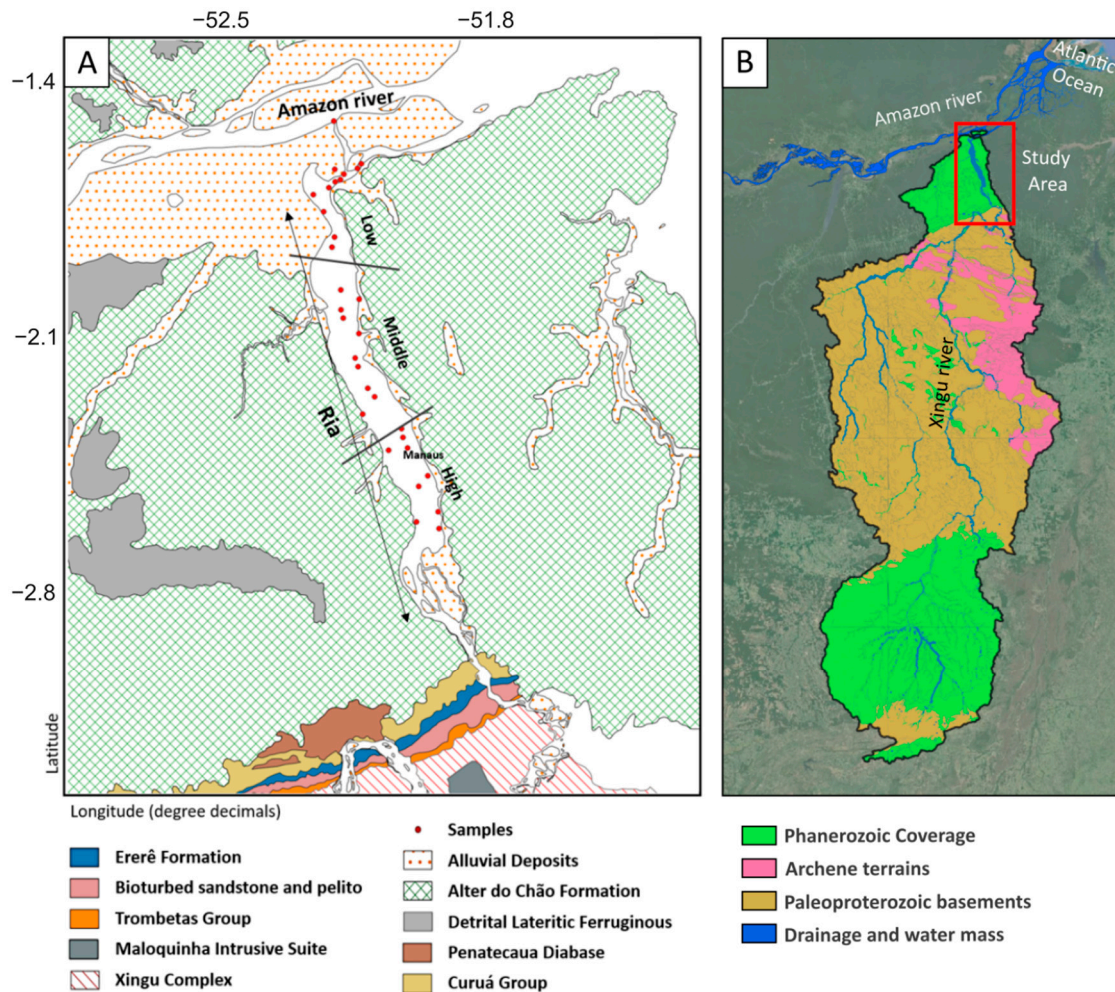 −52.5
−51.8
A
−1.4
−2.1
−2.8
Latitude
Amazon river
Low
Middle
Ria
Manaus
High
Longitude (degree decimals)
B
Atlantic
Ocean
Amazon river
Study
Area
Xingu river
Ererê Formation
Bioturbed sandstone and pelito
Trombetas Group
Maloquinha Intrusive Suite
Xingu Complex
Samples
Alluvial Deposits
Alter do Chão Formation
Detrital Lateritic Ferruginous
Penatecaua Diabase
Curuá Group
Phanerozoic Coverage
Archene terrains
Paleoproterozoic basements
Drainage and water mass